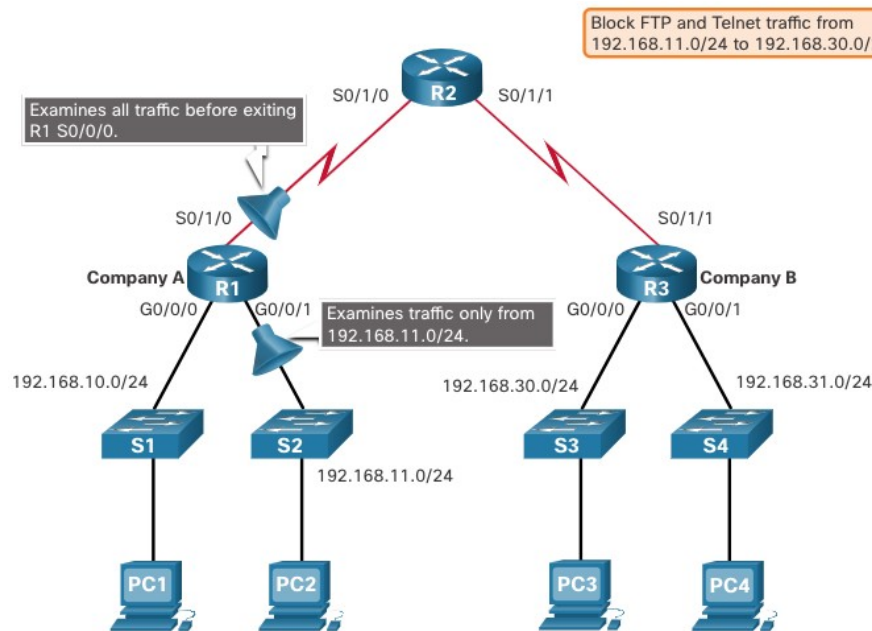 Block FTP and Telnet traffic from
192.168.11.0/24 to 192.168.30.0/
R2
S0/1/0
S0/1/1
Examines all traffic before exiting
R1 S0/0/0.
S0/1/0
S0/1/1
Company A
R1
R3
Company B
G0/0/0
G0/0/1
G0/0/0
G0/0/1
Examines traffic only from
192.168.11.0/24.
192.168.10.0/24
192.168.30.0/24
192.168.31.0/24
S1
S2
S3
S4
192.168.11.0/24
PC1
PC2
PC3
PC4